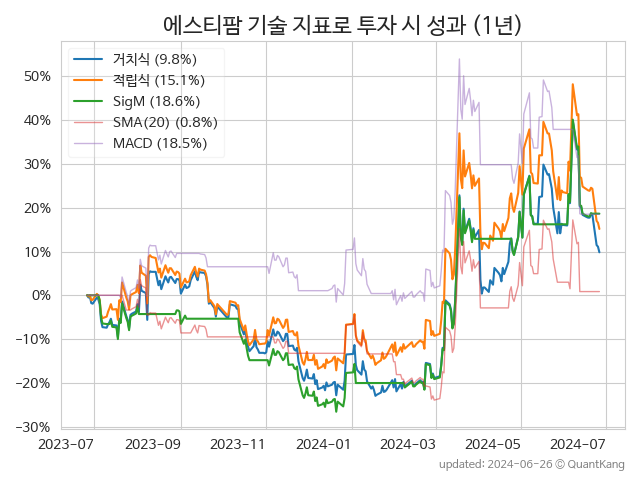 에스티팜 기술 지표로 투자 시 성과 (1년)
거치식 (9.8%)
적립식 (15.1%)
SigM (18.6%)
SMA(20) (0.8%)
MACD (18.5%)
50%
40%
30%
20%
10%
0%
−10%
−20%
−30%
2023-07 2023-09 2023-11 2024-01 2024-03 2024-05 2024-07
updated: 2024-06-26 ⓒ QuantKang